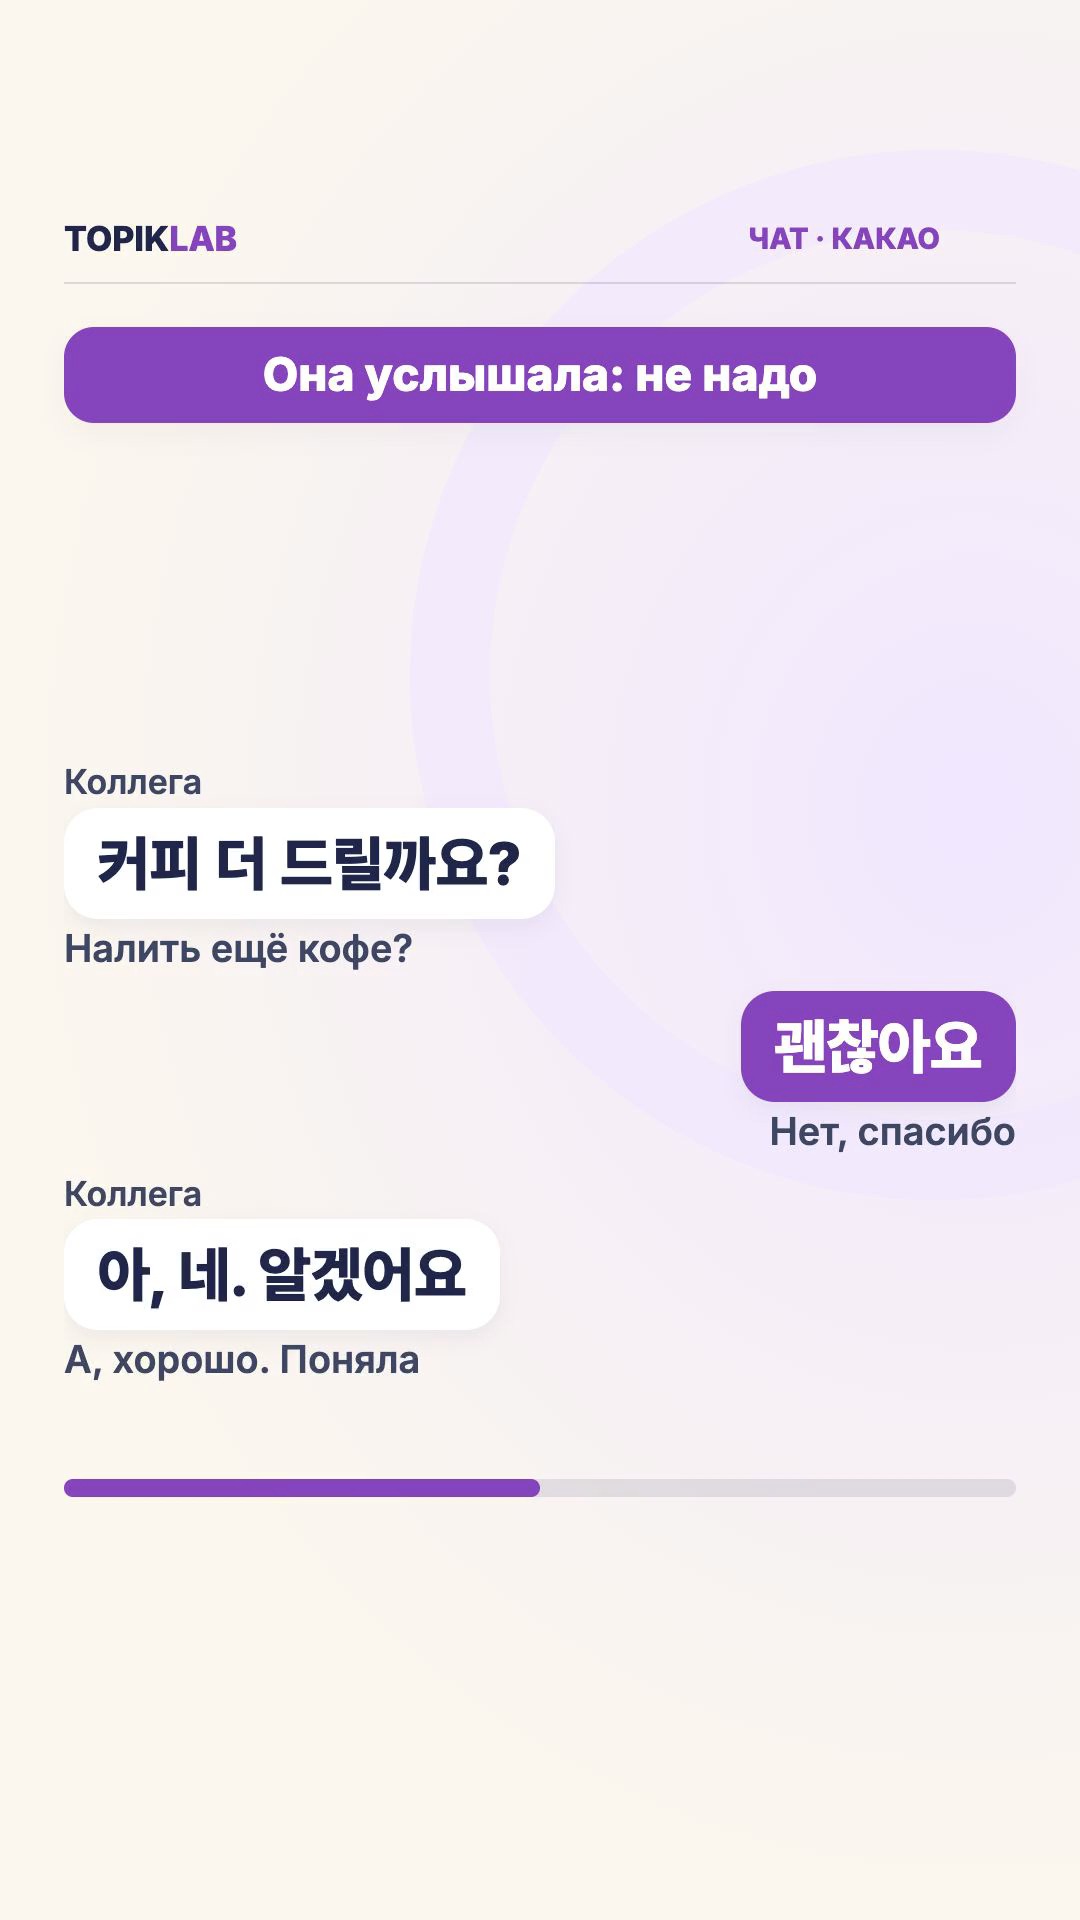 TOPIKLAB
ЧАТ · КАКАО
Она услышала: не надо
Коллега
커피 더 드릴까요?
Налить ещё кофе?
괜찮아요
Нет, спасибо
Коллега
아, 네. 알겠어요
А, хорошо. Поняла